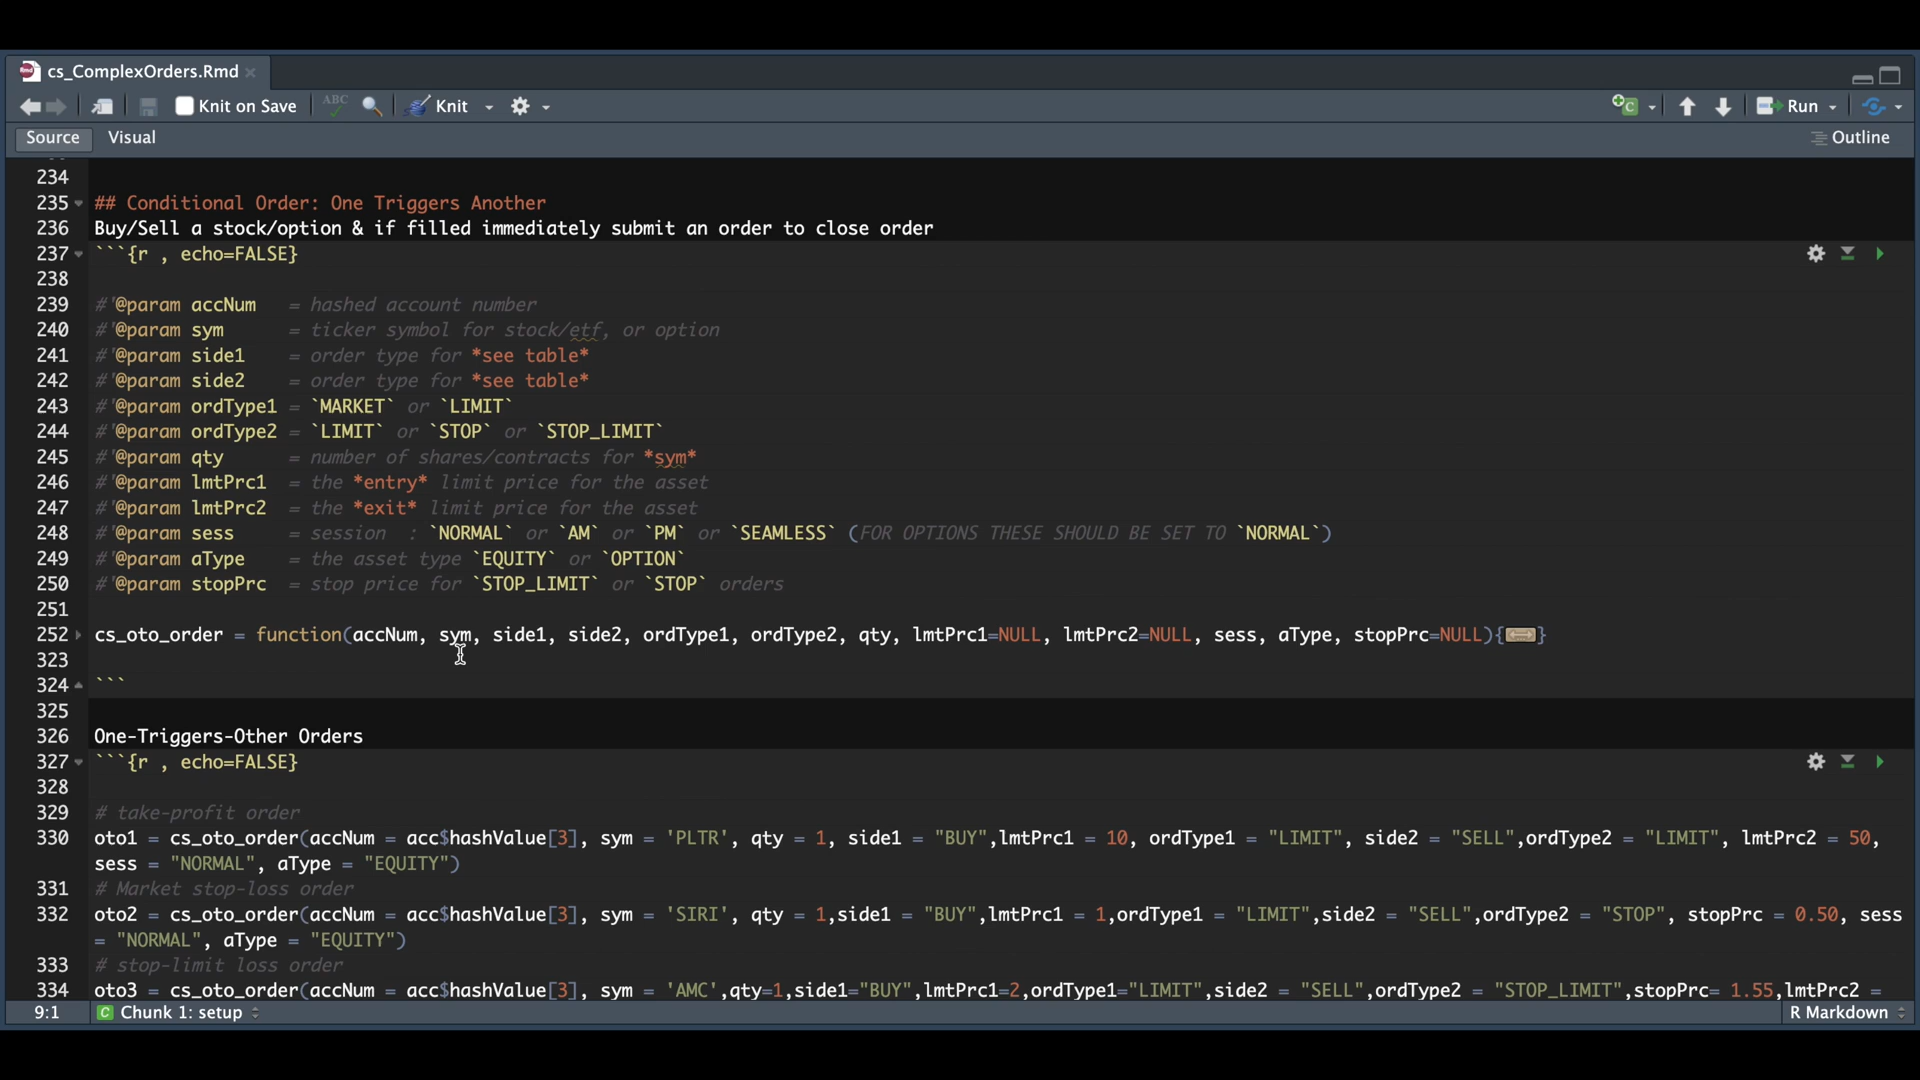 cs_ComplexOrders.Rmd
Knit on Save ABC Knit Run
Source Visual Outline
234
235 ## Conditional Order: One Triggers Another
236 Buy/Sell a stock/option & if filled immediately submit an order to close order
237 ```{r , echo=FALSE}
238
239 #'@param accNum = hashed account number
240 #'@param sym = ticker symbol for stock/etf, or option
241 #'@param side1 = order type for *see table*
242 #'@param side2 = order type for *see table*
243 #'@param ordType1 = `MARKET` or `LIMIT`
244 #'@param ordType2 = `LIMIT` or `STOP` or `STOP_LIMIT`
245 #'@param qty = number of shares/contracts for *sym*
246 #'@param lmtPrc1 = the *entry* limit price for the asset
247 #'@param lmtPrc2 = the *exit* limit price for the asset
248 #'@param sess = session : `NORMAL` or `AM` or `PM` or `SEAMLESS` (FOR OPTIONS THESE SHOULD BE SET TO `NORMAL`)
249 #'@param aType = the asset type `EQUITY` or `OPTION`
250 #'@param stopPrc = stop price for `STOP_LIMIT` or `STOP` orders
251
252 cs_oto_order = function(accNum, sym, side1, side2, ordType1, ordType2, qty, lmtPrc1=NULL, lmtPrc2=NULL, sess, aType, stopPrc=NULL){}
323
324 ```
325
326 One-Triggers-Other Orders
327 ```{r , echo=FALSE}
328
329 # take-profit order
330 oto1 = cs_oto_order(accNum = acc$hashValue[3], sym = 'PLTR', qty = 1, side1 = "BUY",lmtPrc1 = 10, ordType1 = "LIMIT", side2 = "SELL",ordType2 = "LIMIT", lmtPrc2 = 50,
sess = "NORMAL", aType = "EQUITY")
331 # Market stop-loss order
332 oto2 = cs_oto_order(accNum = acc$hashValue[3], sym = 'SIRI', qty = 1,side1 = "BUY",lmtPrc1 = 1,ordType1 = "LIMIT",side2 = "SELL",ordType2 = "STOP", stopPrc = 0.50, sess
= "NORMAL", aType = "EQUITY")
333 # stop-limit loss order
334 oto3 = cs_oto_order(accNum = acc$hashValue[3], sym = 'AMC',qty=1,side1="BUY",lmtPrc1=2,ordType1="LIMIT",side2 = "SELL",ordType2 = "STOP_LIMIT",stopPrc= 1.55,lmtPrc2 =
9:1 C Chunk 1: setup R Markdown